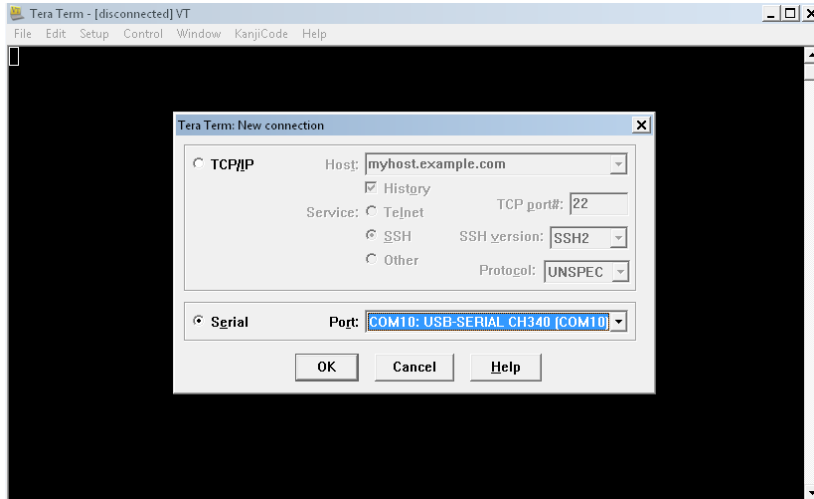 Tera Term - [disconnected] VT
File Edit Setup Control Window KanjiCode Help
Tera Term: New connection
TCP/IP Host: myhost.example.com
History
Service: Telnet TCP port#: 22
SSH SSH version: SSH2
Other Protocol: UNSPEC
Serial Port: COM10: USB-SERIAL CH340 (COM10)
OK Cancel Help